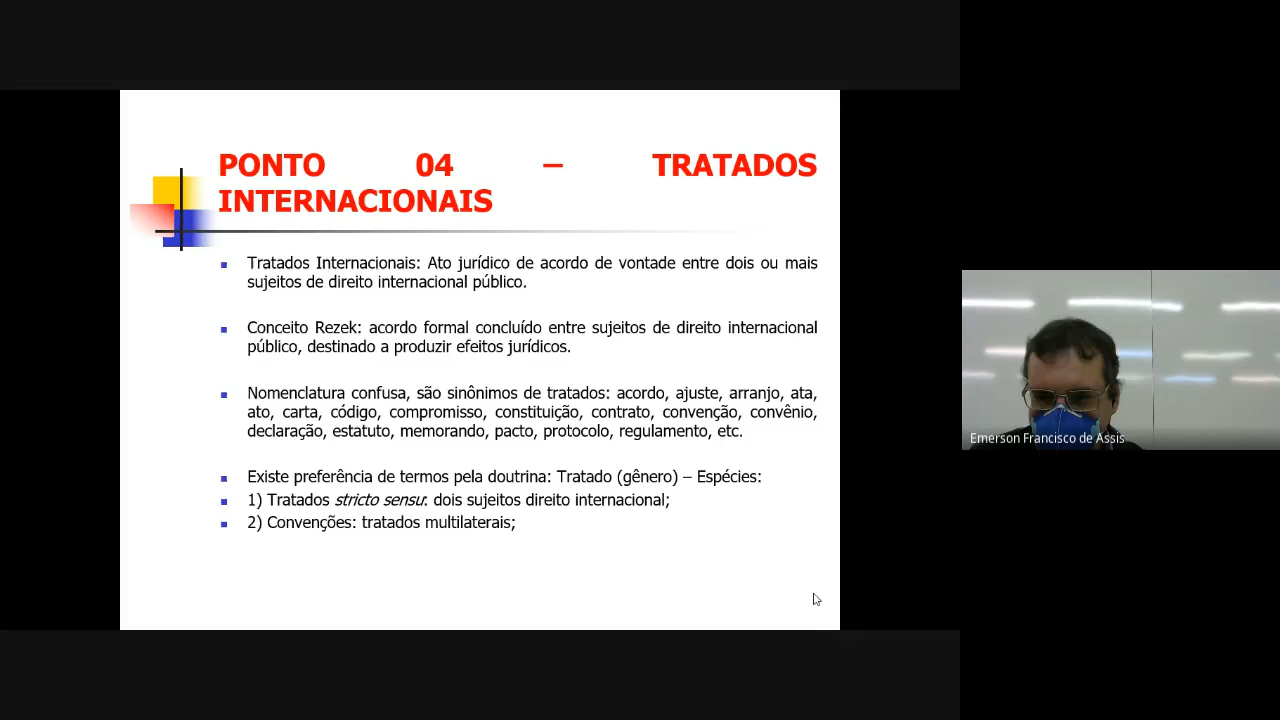 PONTO 04 – TRATADOS
INTERNACIONAIS
Tratados Internacionais: Ato jurídico de acordo de vontade entre dois ou mais
sujeitos de direito internacional público.
Conceito Rezek: acordo formal concluído entre sujeitos de direito internacional
público, destinado a produzir efeitos jurídicos.
Nomenclatura confusa, são sinônimos de tratados: acordo, ajuste, arranjo, ata,
ato, carta, código, compromisso, constituição, contrato, convenção, convênio,
declaração, estatuto, memorando, pacto, protocolo, regulamento, etc.
Existe preferência de termos pela doutrina: Tratado (gênero) – Espécies:
1) Tratados stricto sensu: dois sujeitos direito internacional;
2) Convenções: tratados multilaterais;
Emerson Francisco de Assis